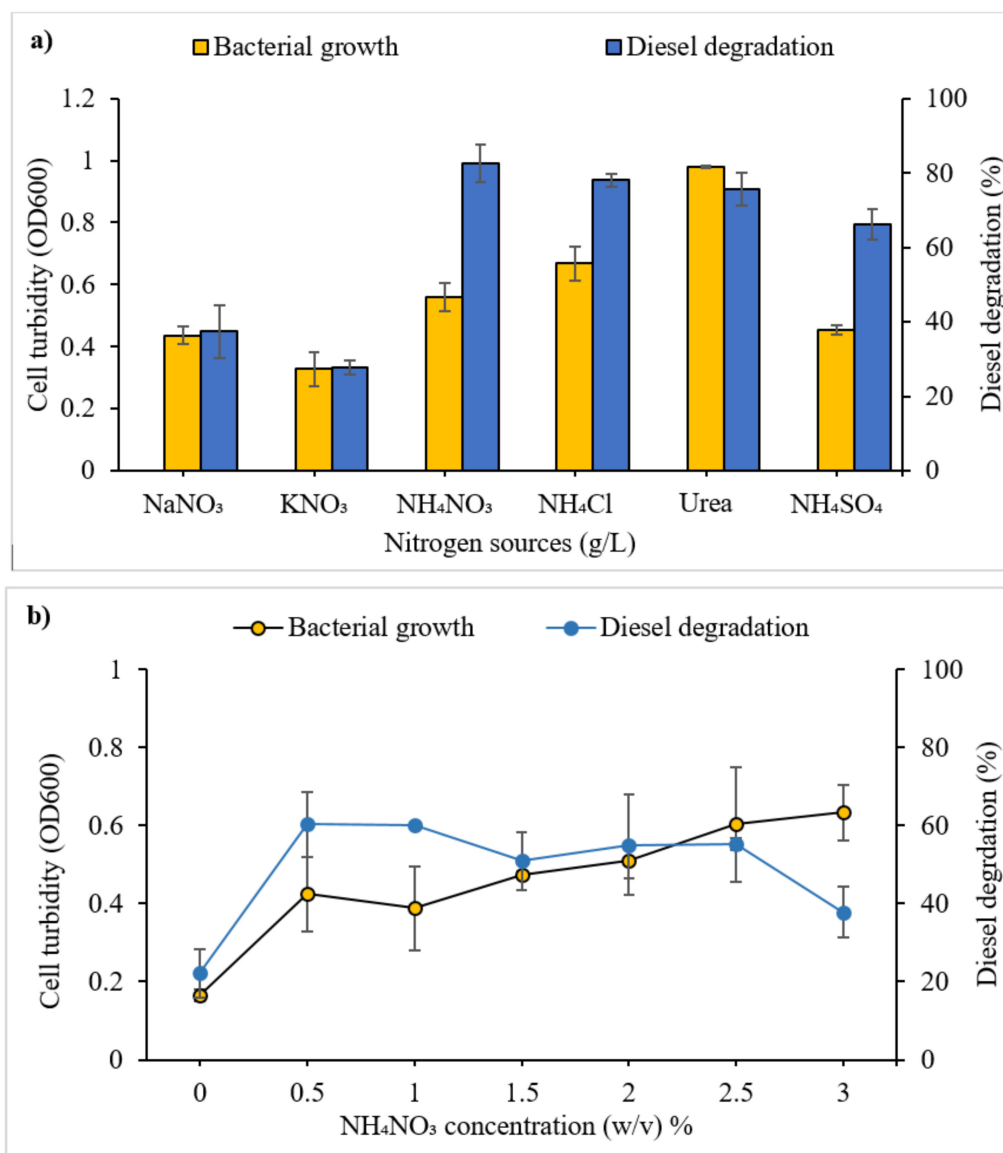 a)
Bacterial growth
Diesel degradation
1.2
1
0.8
0.6
0.4
0.2
0
Cell turbidity (OD600)
100
80
60
40
20
0
Diesel degradation (%)
NaNO₃ KNO₃ NH₄NO₃ NH₄Cl Urea NH₄SO₄
Nitrogen sources (g/L)
b)
Bacterial growth
Diesel degradation
1
0.8
0.6
0.4
0.2
0
Cell turbidity (OD600)
100
80
60
40
20
0
Diesel degradation (%)
0 0.5 1 1.5 2 2.5 3
NH₄NO₃ concentration (w/v) %